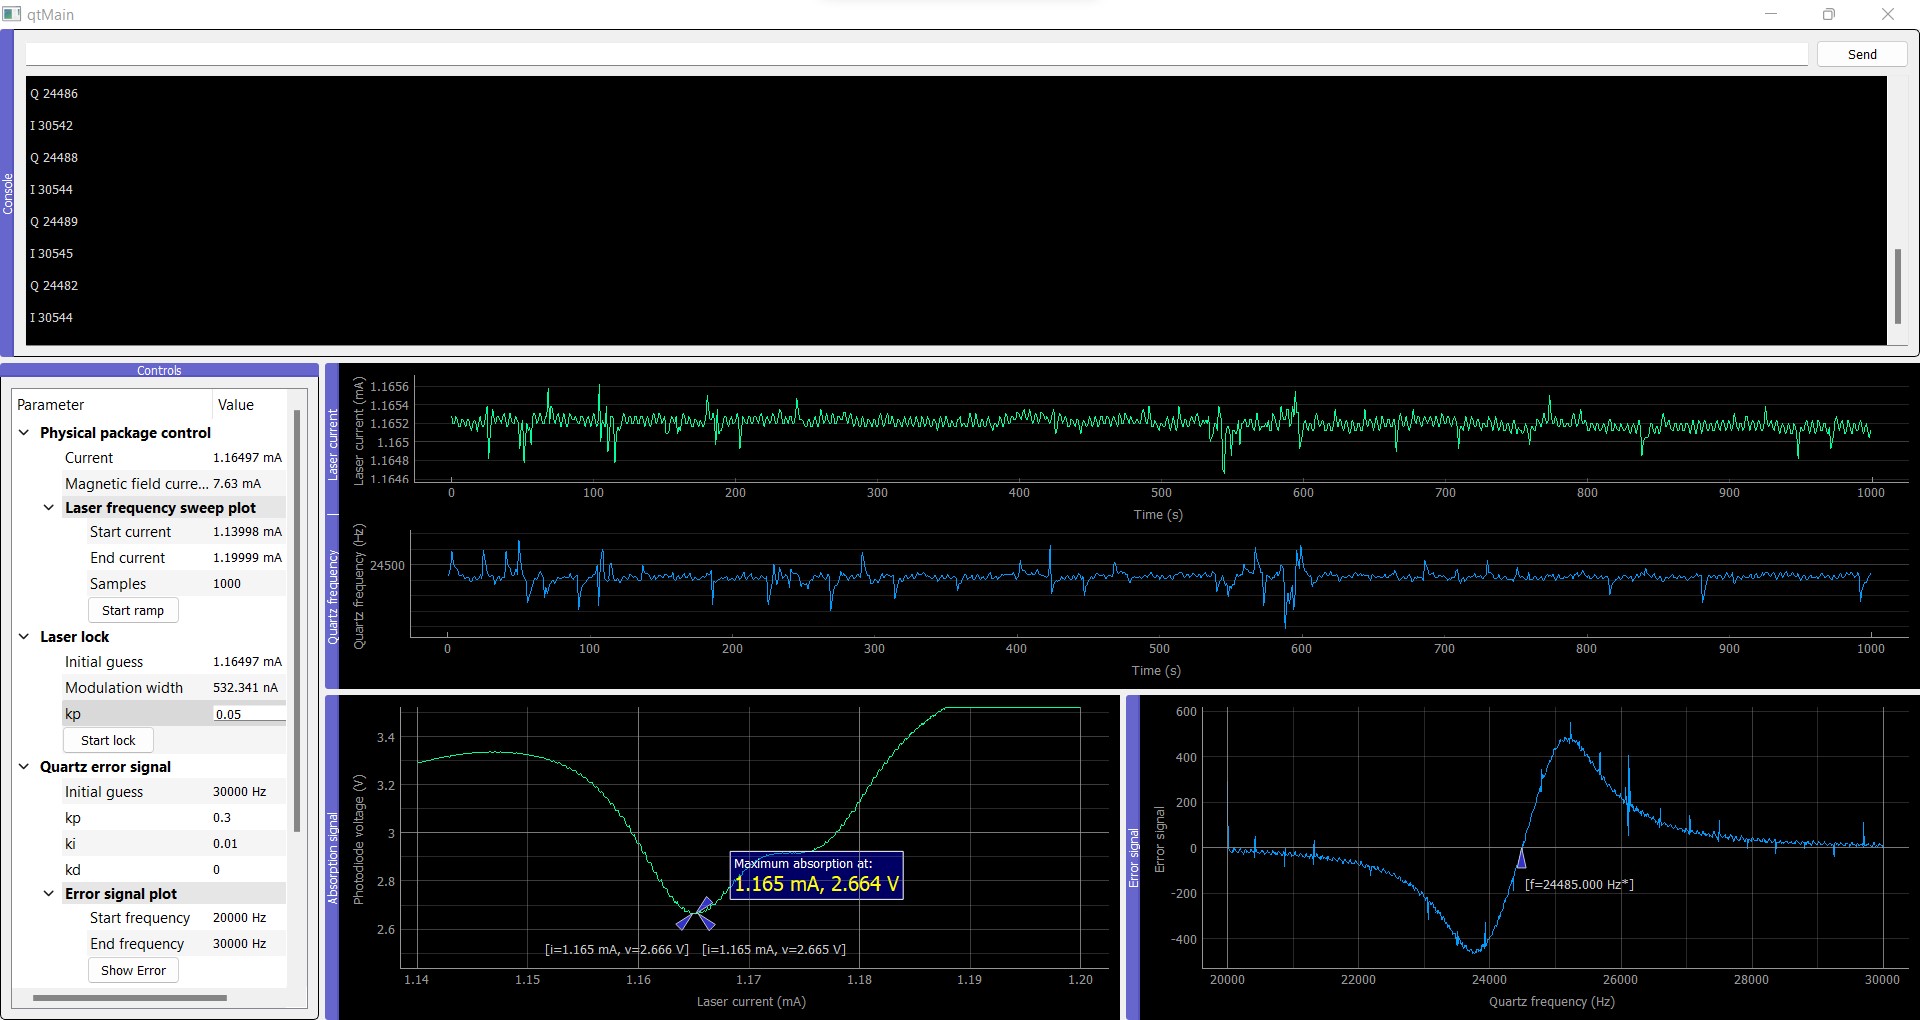 qtMain
Send
Console
Q 24486
I 30542
Q 24488
I 30544
Q 24489
I 30545
Q 24482
I 30544
Controls
Parameter Value
Physical package control
Current 1.16497 mA
Magnetic field curre... 7.63 mA
Laser frequency sweep plot
Start current 1.13998 mA
End current 1.19999 mA
Samples 1000
Start ramp
Laser lock
Initial guess 1.16497 mA
Modulation width 532.341 nA
kp 0.05
Start lock
Quartz error signal
Initial guess 30000 Hz
kp 0.3
ki 0.01
kd 0
Error signal plot
Start frequency 20000 Hz
End frequency 30000 Hz
Show Error
Laser current
Laser current (mA)
1.1656
1.1654
1.1652
1.165
1.1648
1.1646
0 100 200 300 400 500 600 700 800 900 1000
Time (s)
Quartz frequency
Quartz frequency (Hz)
24500
0 100 200 300 400 500 600 700 800 900 1000
Time (s)
Absorption signal
Photodiode voltage (V)
3.4
3.2
3
2.8
2.6
Maximum absorption at:
1.165 mA, 2.664 V
[i=1.165 mA, v=2.666 V] [i=1.165 mA, v=2.665 V]
1.14 1.15 1.16 1.17 1.18 1.19 1.20
Laser current (mA)
Error signal
Error signal
600
400
200
0
-200
-400
[f=24485.000 Hz*]
20000 22000 24000 26000 28000 30000
Quartz frequency (Hz)